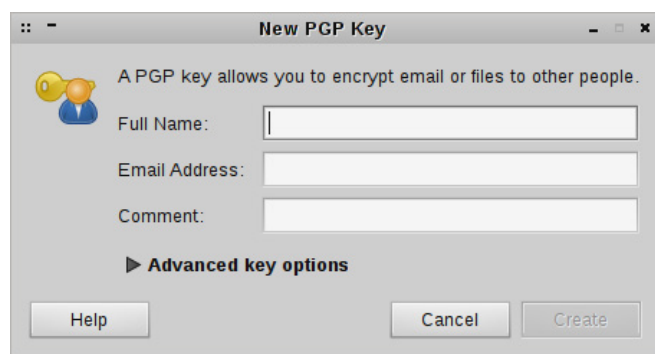 New PGP Key
A PGP key allows you to encrypt email or files to other people.
Full Name:
Email Address:
Comment:
Advanced key options
Help
Cancel
Create